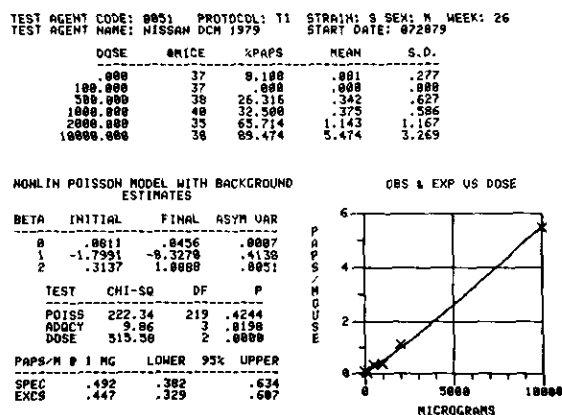 TEST AGENT CODE: 0051 PROTOCOL: T1 STRAIN: S SEX: M WEEK: 26
TEST AGENT NAME: NISSAN DCM 1979 START DATE: 072079
DOSE #MICE %PAPS MEAN S.D.
.000 37 8.108 .081 .277
100.000 37 .000 .000 .000
500.000 38 26.316 .342 .627
1000.000 40 32.500 .375 .586
2000.000 35 65.714 1.143 1.167
10000.000 38 89.474 5.474 3.269
NONLIN POISSON MODEL WITH BACKGROUND
ESTIMATES
BETA INITIAL FINAL ASYM VAR
0 .0811 .0456 .0007
1 -1.7991 -8.3270 .4138
2 .3137 1.0888 .0051
TEST CHI-SQ DF P
POISS 222.34 219 .4244
ADQCY 9.86 3 .0198
DOSE 515.58 2 .0000
PAPS/M @ 1 MG LOWER 95% UPPER
SPEC .492 .382 .634
EXCS .447 .329 .607
OBS & EXP VS DOSE
PAPS/MOUSE
6
4
2
0
0 5000 10000
MICROGRAMS